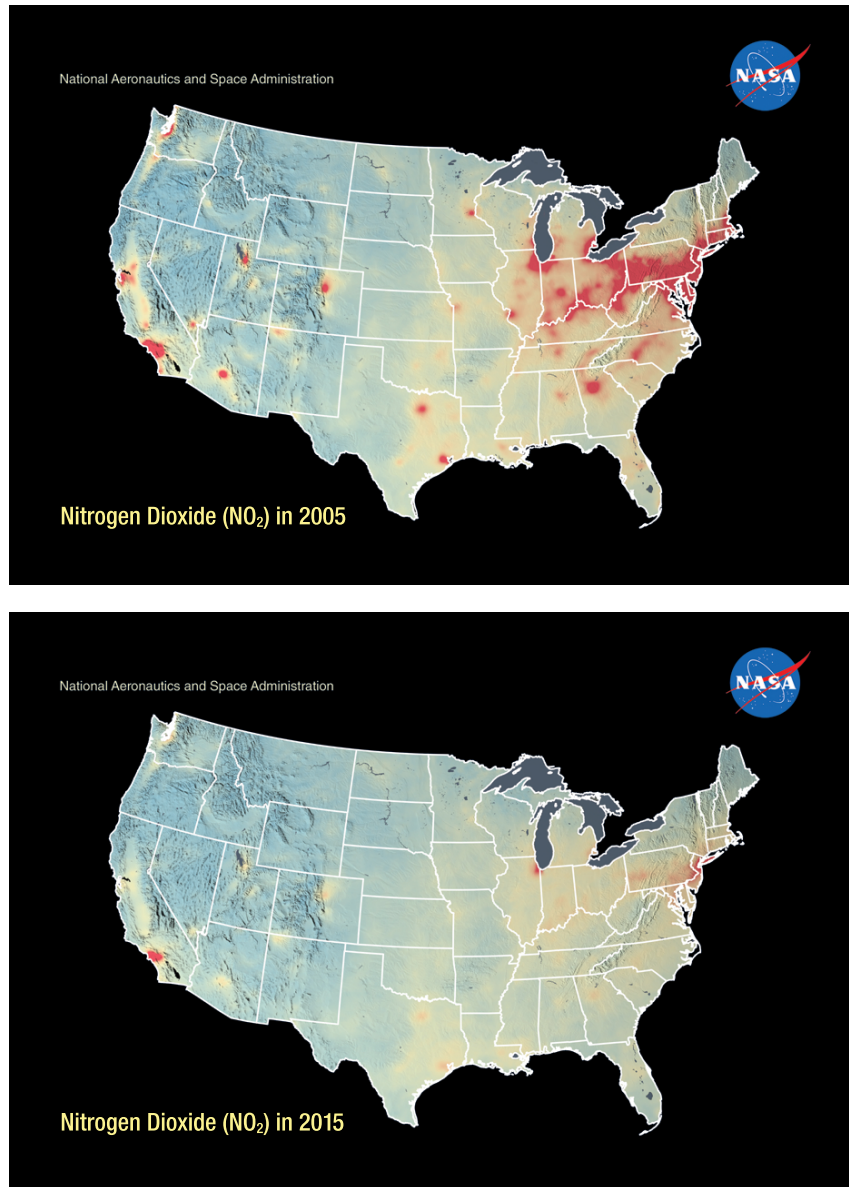 National Aeronautics and Space Administration
NASA
Nitrogen Dioxide (NO₂) in 2005
National Aeronautics and Space Administration
NASA
Nitrogen Dioxide (NO₂) in 2015